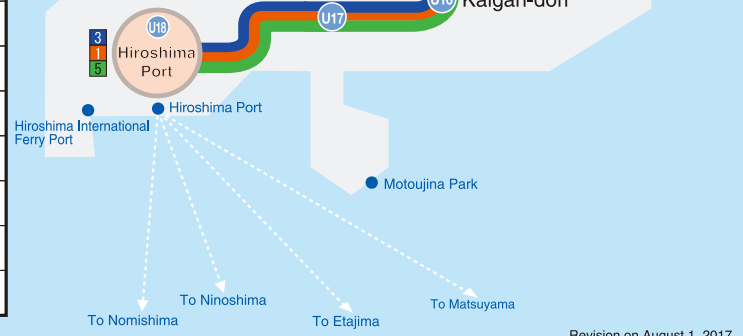 U18
3
1
5
Hiroshima
Port
U17
U16
Kaigan-dori
Hiroshima Port
Hiroshima International
Ferry Port
Motoujina Park
To Nomishima
To Ninoshima
To Etajima
To Matsuyama
Revision on August 1, 2017